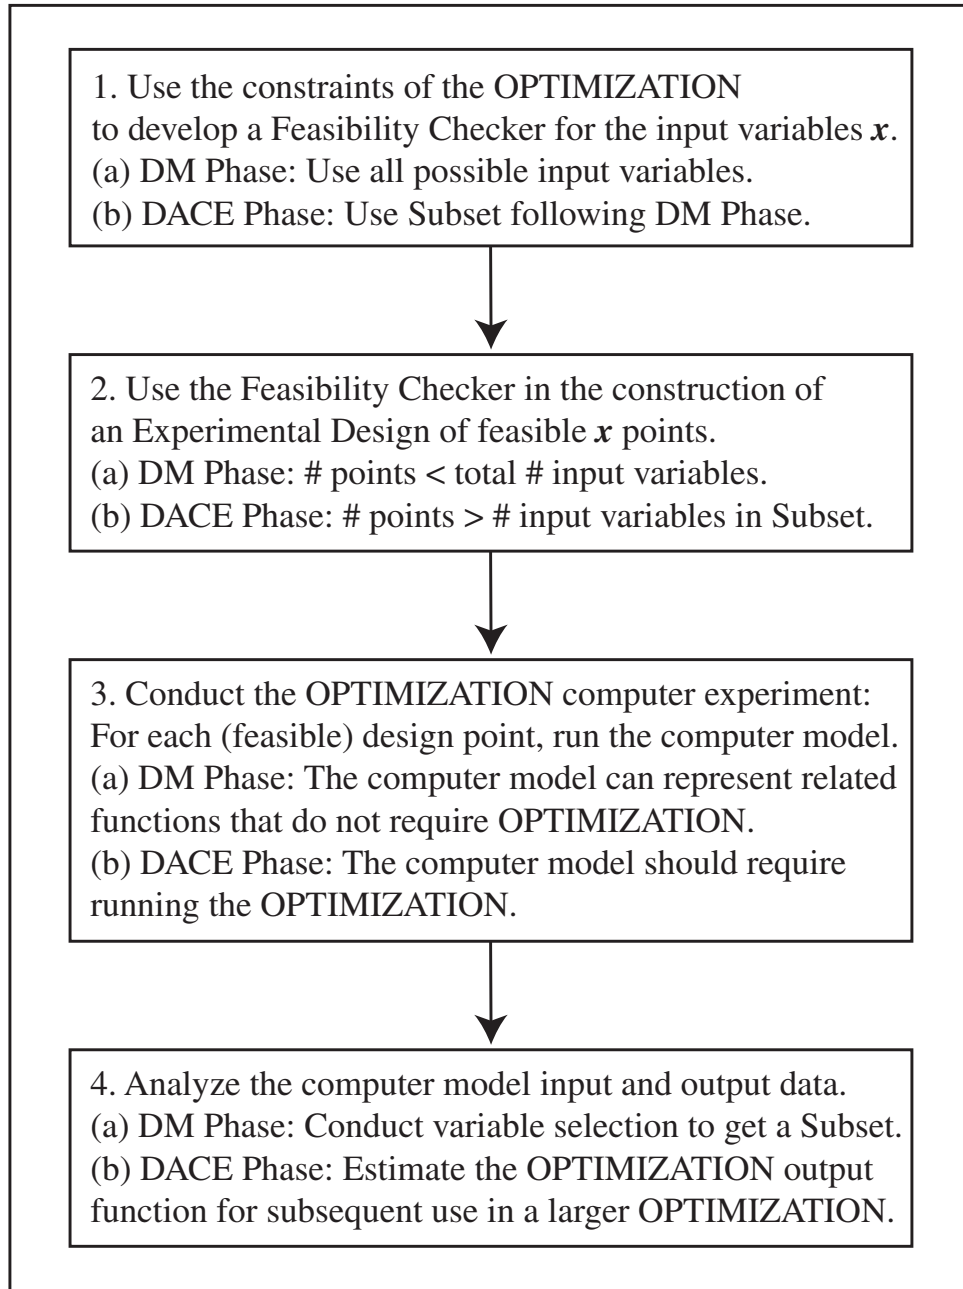 1. Use the constraints of the OPTIMIZATION
to develop a Feasibility Checker for the input variables x.
(a) DM Phase: Use all possible input variables.
(b) DACE Phase: Use Subset following DM Phase.
2. Use the Feasibility Checker in the construction of
an Experimental Design of feasible x points.
(a) DM Phase: # points < total # input variables.
(b) DACE Phase: # points > # input variables in Subset.
3. Conduct the OPTIMIZATION computer experiment:
For each (feasible) design point, run the computer model.
(a) DM Phase: The computer model can represent related
functions that do not require OPTIMIZATION.
(b) DACE Phase: The computer model should require
running the OPTIMIZATION.
4. Analyze the computer model input and output data.
(a) DM Phase: Conduct variable selection to get a Subset.
(b) DACE Phase: Estimate the OPTIMIZATION output
function for subsequent use in a larger OPTIMIZATION.